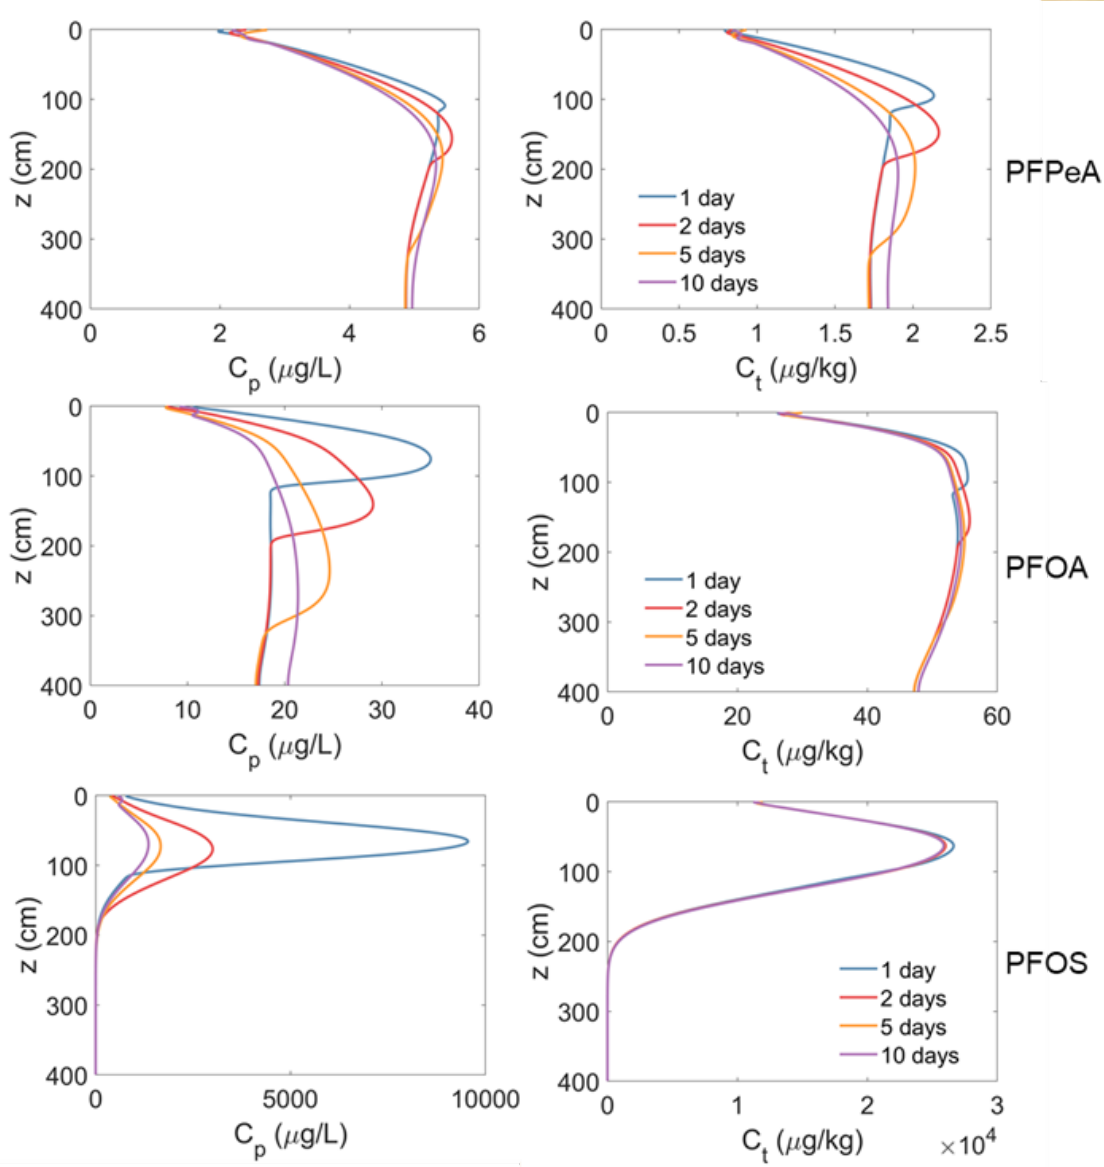 0
100
200
300
400
z (cm)
0 2 4 6
C_p (μg/L)
0
100
200
300
400
z (cm)
1 day
2 days
5 days
10 days
0 0.5 1 1.5 2 2.5
C_t (μg/kg)
PFPeA
0
100
200
300
400
z (cm)
0 10 20 30 40
C_p (μg/L)
0
100
200
300
400
z (cm)
1 day
2 days
5 days
10 days
0 20 40 60
C_t (μg/kg)
PFOA
0
100
200
300
400
z (cm)
0 5000 10000
C_p (μg/L)
0
100
200
300
400
z (cm)
1 day
2 days
5 days
10 days
0 1 2 3
C_t (μg/kg) ×10^4
PFOS